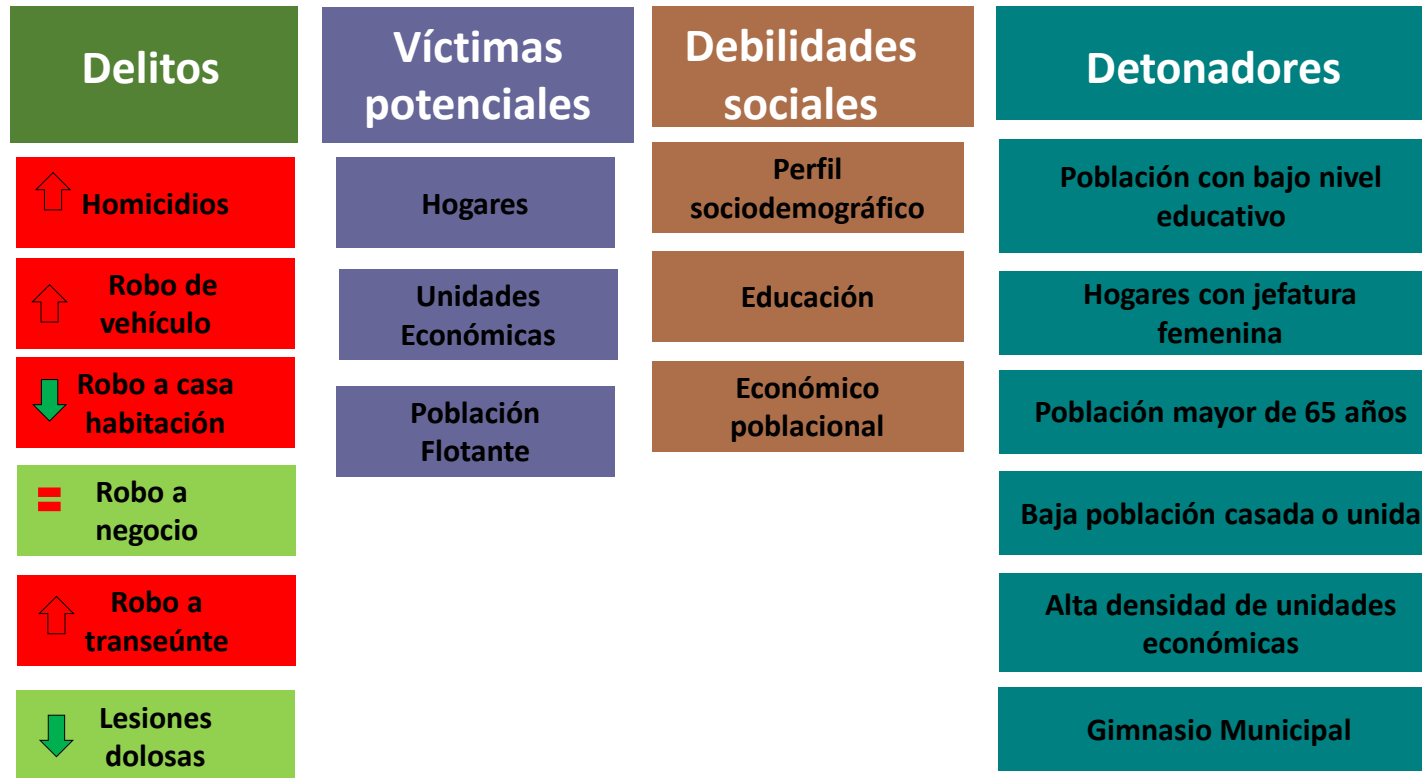 Delitos
Homicidios
Robo de
vehículo
Robo a casa
habitación
=
Robo a
negocio
Robo a
transeúnte
Lesiones
dolosas
Víctimas
potenciales
Hogares
Unidades
Económicas
Población
Flotante
Debilidades
sociales
Perfil
sociodemográfico
Educación
Económico
poblacional
Detonadores
Población con bajo nivel
educativo
Hogares con jefatura
femenina
Población mayor de 65 años
Baja población casada o unida
Alta densidad de unidades
económicas
Gimnasio Municipal